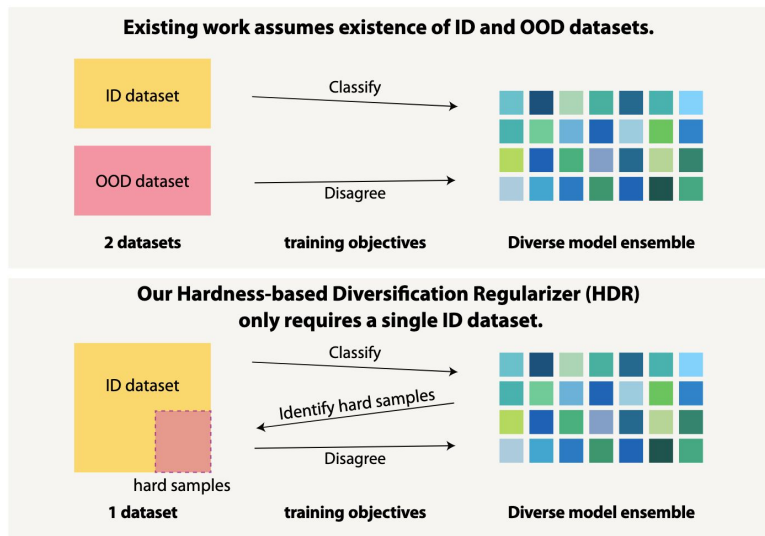 Existing work assumes existence of ID and OOD datasets.
ID dataset
Classify
OOD dataset
Disagree
2 datasets
training objectives
Diverse model ensemble
Our Hardness-based Diversification Regularizer (HDR)
only requires a single ID dataset.
ID dataset
Classify
Identify hard samples
Disagree
hard samples
1 dataset
training objectives
Diverse model ensemble